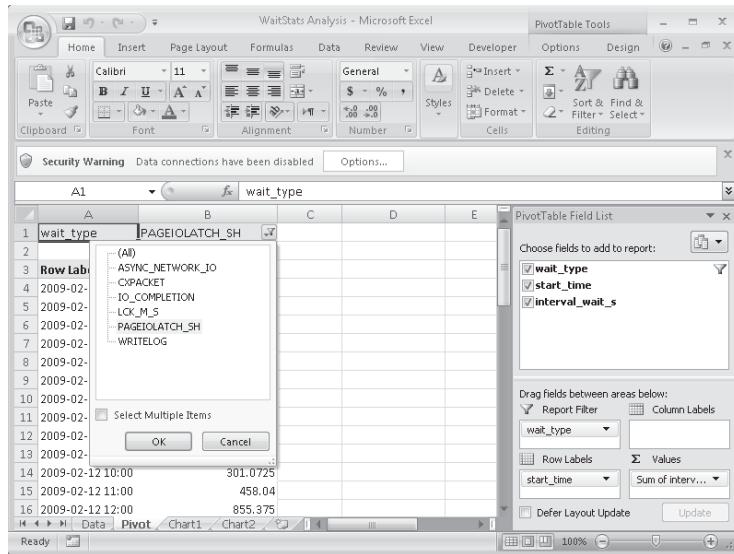 WaitStats Analysis - Microsoft Excel
PivotTable Tools
Home Insert Page Layout Formulas Data Review View Developer Options Design
Paste
Clipboard
Calibri 11
B I U A A
A
Font
Alignment
General
$ - % ,
.0 .00
.00 .0
Number
A
Styles
Insert
Delete
Format
Cells
Σ
A
Z
Sort & Find &
Filter Select
Editing
Security Warning Data connections have been disabled Options...
A1 fx wait_type
A B C D E
1 wait_type PAGEIOLATCH_SH
2
3 Row Lab
4 2009-02-
5 2009-02-
6 2009-02-
7 2009-02-
8 2009-02-
9 2009-02-
10 2009-02-
11 2009-02-
12 2009-02-
13 2009-02-
14 2009-02-12 10:00 301.0725
15 2009-02-12 11:00 458.04
16 2009-02-12 12:00 855.375
(All)
ASYNC_NETWORK_IO
CXPACKET
IO_COMPLETION
LCK_M_S
PAGEIOLATCH_SH
WRITELOG
Select Multiple Items
OK Cancel
PivotTable Field List
Choose fields to add to report:
wait_type
start_time
interval_wait_s
Drag fields between areas below:
Report Filter Column Labels
wait_type
Row Labels Σ Values
start_time Sum of interv...
Defer Layout Update Update
Data Pivot Chart1 Chart2
Ready 100%